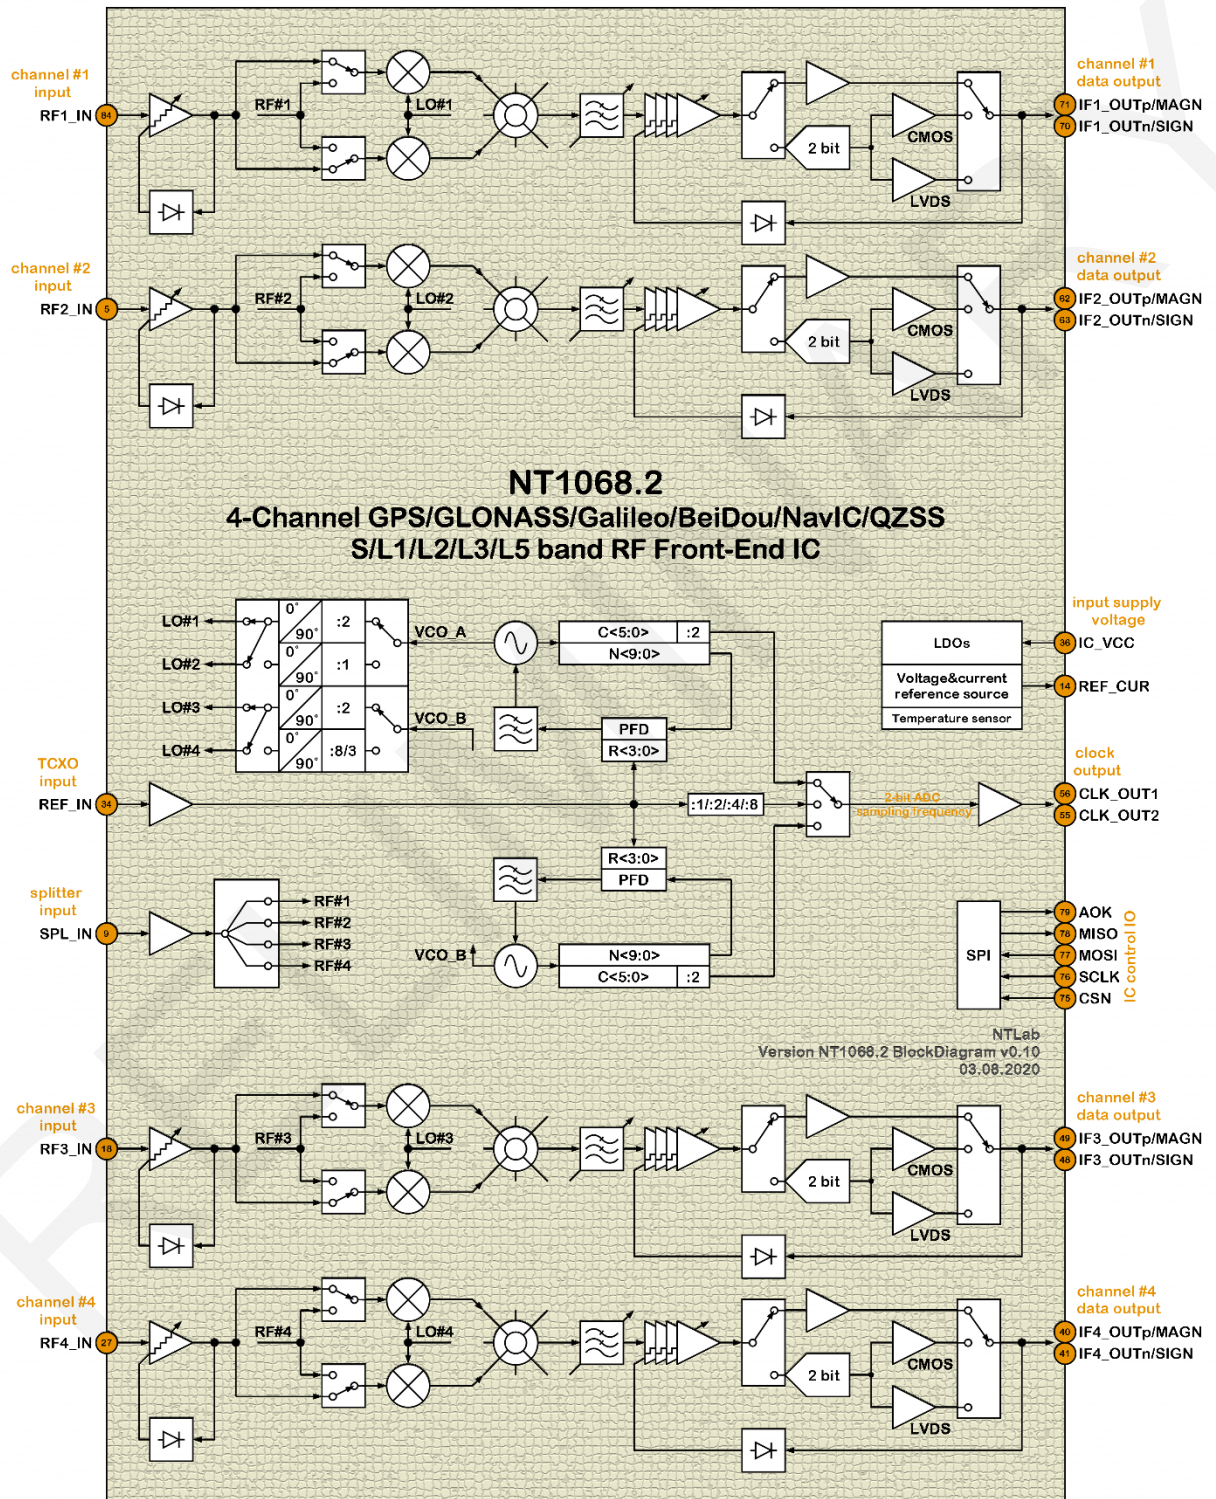 channel #1
input
RF1_IN
84
RF#1
LO#1
2 bit
CMOS
LVDS
channel #1
data output
71 IF1_OUTp/MAGN
70 IF1_OUTn/SIGN
channel #2
input
RF2_IN
5
RF#2
LO#2
2 bit
CMOS
LVDS
channel #2
data output
62 IF2_OUTp/MAGN
63 IF2_OUTn/SIGN
NT1068.2
4-Channel GPS/GLONASS/Galileo/BeiDou/NavIC/QZSS
S/L1/L2/L3/L5 band RF Front-End IC
LO#1
LO#2
LO#3
LO#4
0°
90°
:2
0°
90°
:1
0°
90°
:2
0°
90°
:8/3
VCO_A
VCO_B
C<5:0> :2
N<9:0>
PFD
R<3:0>
LDOs
Voltage&current
reference source
Temperature sensor
input supply
voltage
36 IC_VCC
14 REF_CUR
TCXO
input
REF_IN 34
:1/:2/:4/:8
2-bit ADC
sampling frequency
clock
output
56 CLK_OUT1
55 CLK_OUT2
R<3:0>
PFD
VCO_B
N<9:0>
C<5:0> :2
splitter
input
SPL_IN 9
RF#1
RF#2
RF#3
RF#4
SPI
79 AOK
78 MISO
77 MOSI
76 SCLK
75 CSN
IC control IO
NTLab
Version NT1068.2 BlockDiagram v0.10
03.08.2020
channel #3
input
RF3_IN 18
RF#3
LO#3
2 bit
CMOS
LVDS
channel #3
data output
49 IF3_OUTp/MAGN
48 IF3_OUTn/SIGN
channel #4
input
RF4_IN 27
RF#4
LO#4
2 bit
CMOS
LVDS
channel #4
data output
40 IF4_OUTp/MAGN
41 IF4_OUTn/SIGN